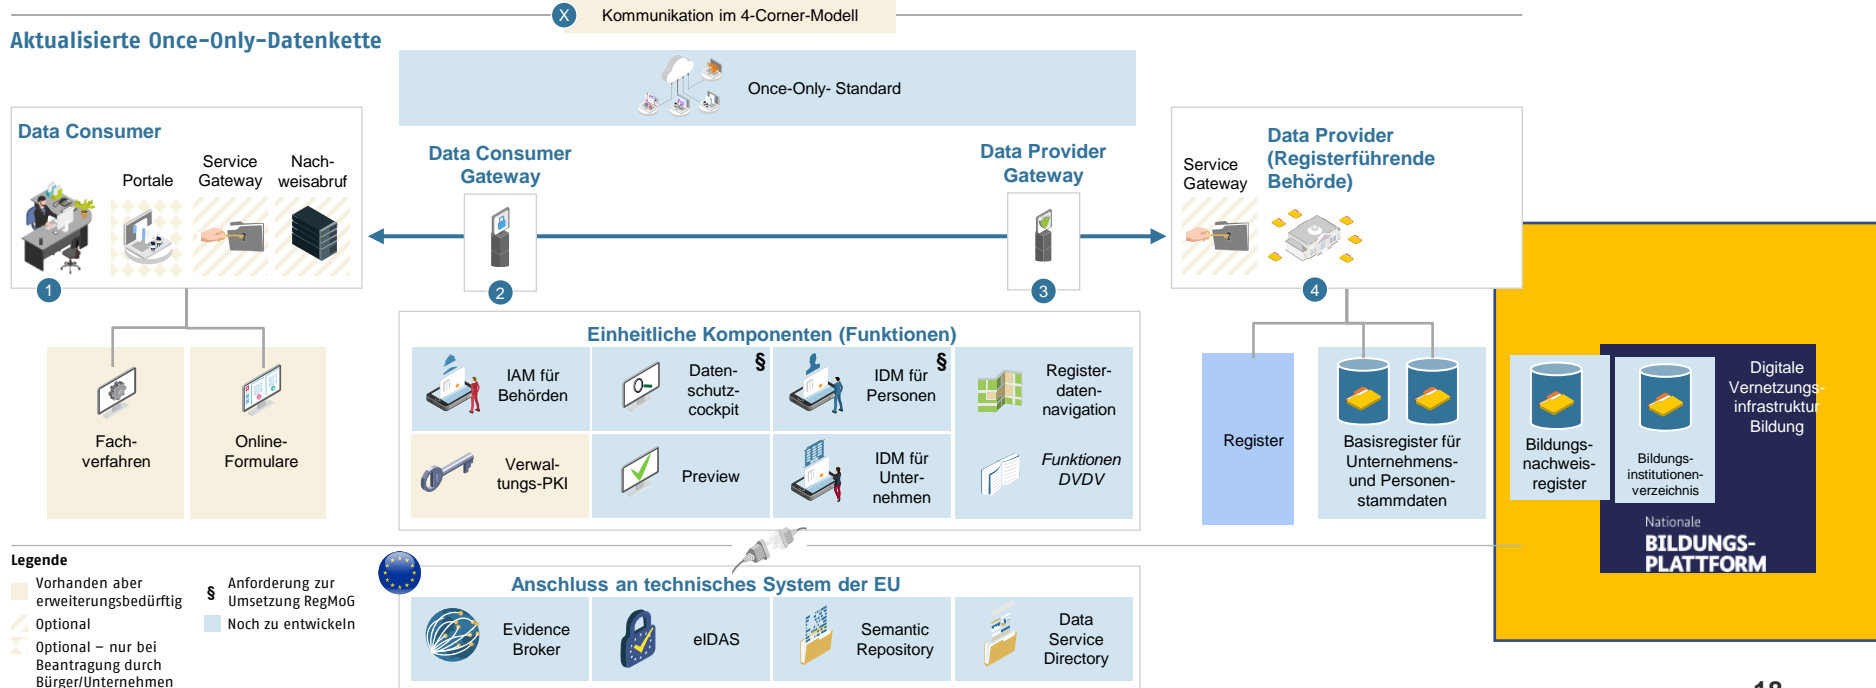 X
Kommunikation im 4-Corner-Modell
Aktualisierte Once-Only-Datenkette
Once-Only- Standard
Data Consumer
Portale
Service
Gateway
Nach-
weisabruf
1
Data Consumer
Gateway
2
Data Provider
Gateway
3
Service
Gateway
Data Provider
(Registerführende
Behörde)
4
Fach-
verfahren
Online-
Formulare
Einheitliche Komponenten (Funktionen)
IAM für
Behörden
Daten-
schutz-
cockpit
§
IDM für
Personen
§
Register-
daten-
navigation
Verwal-
tungs-PKI
Preview
IDM für
Unter-
nehmen
Funktionen
DVDV
Register
Basisregister für
Unternehmens-
und Personen-
stammdaten
Bildungs-
nachweis-
register
Bildungs-
institutionen-
verzeichnis
Digitale
Vernetzungs-
infrastruktur
Bildung
Nationale
BILDUNGS-
PLATTFORM
Legende
Vorhanden aber
erweiterungsbedürftig
Optional
Optional – nur bei
Beantragung durch
Bürger/Unternehmen
§ Anforderung zur
Umsetzung RegMoG
Noch zu entwickeln
Anschluss an technisches System der EU
Evidence
Broker
eIDAS
Semantic
Repository
Data
Service
Directory
18